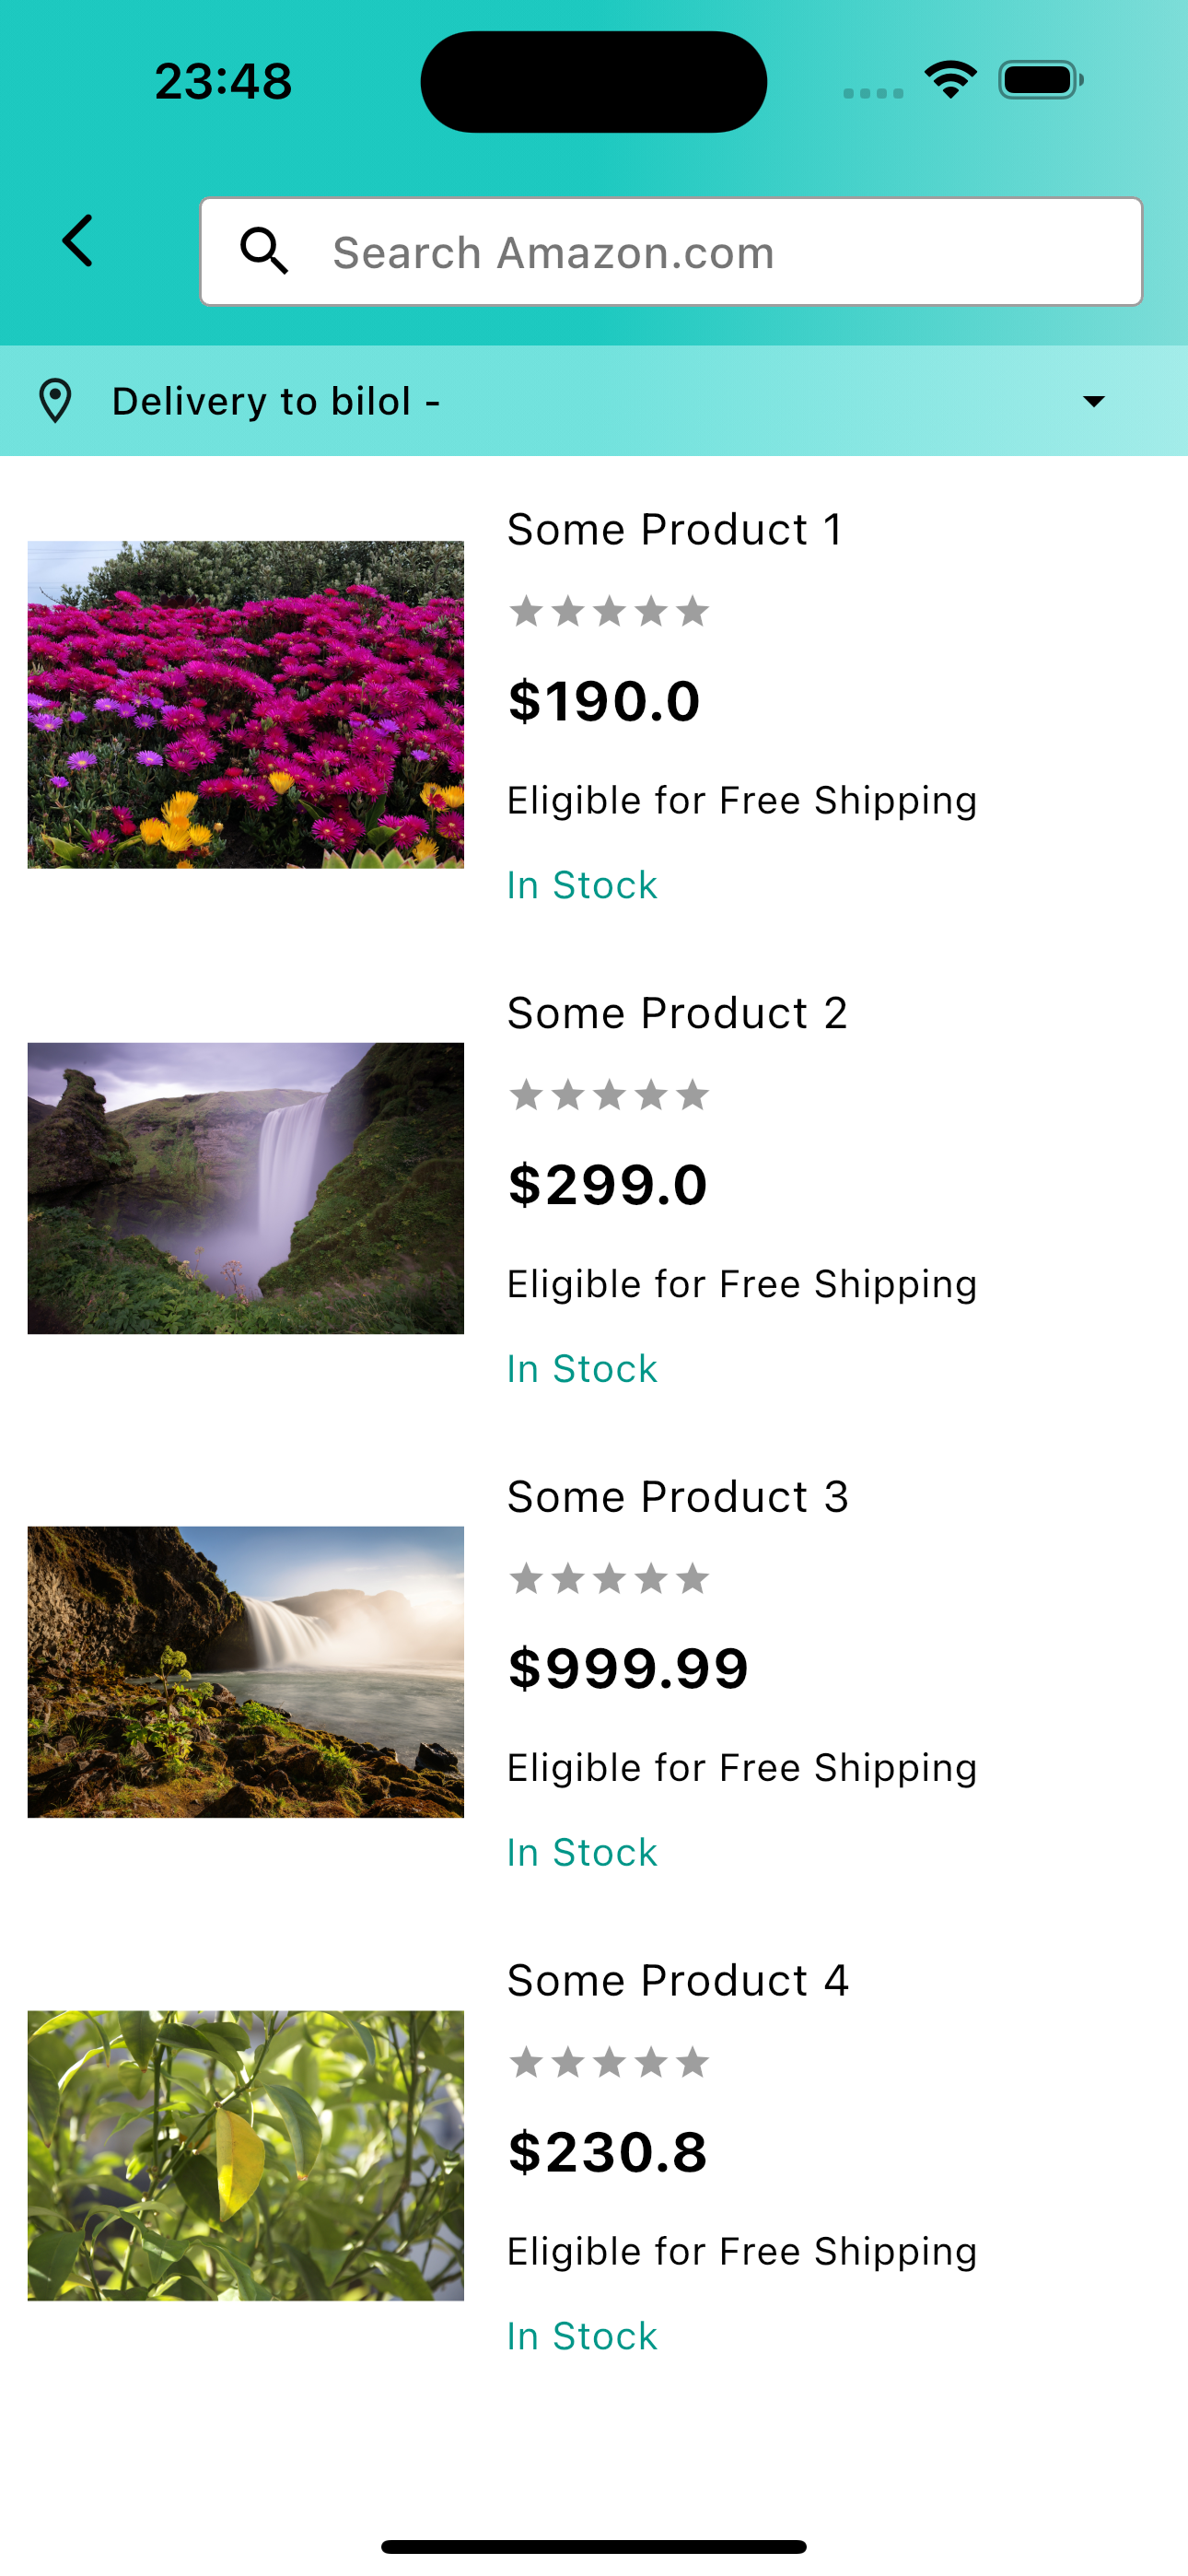 23:48
Search Amazon.com
Delivery to bilol -
Some Product 1
$190.0
Eligible for Free Shipping
In Stock
Some Product 2
$299.0
Eligible for Free Shipping
In Stock
Some Product 3
$999.99
Eligible for Free Shipping
In Stock
Some Product 4
$230.8
Eligible for Free Shipping
In Stock